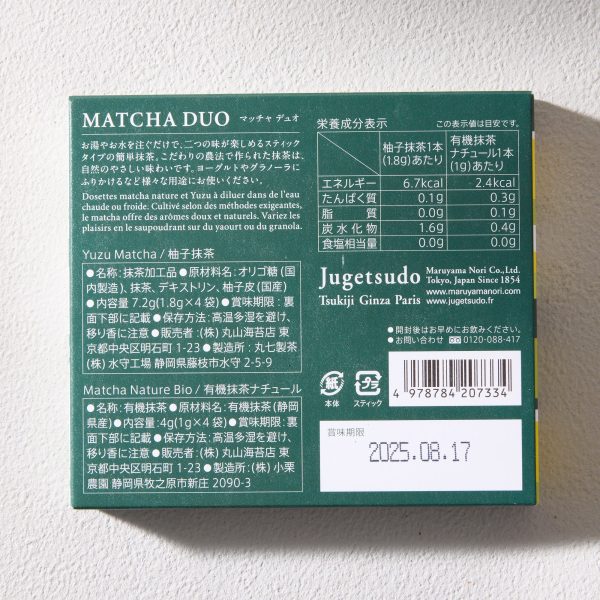 MATCHA DUO マッチャ デュオ
お湯やお水を注ぐだけで、二つの味が楽しめるスティック
タイプの簡単抹茶。こだわりの農法で作られた抹茶は、
自然のやさしい味わいです。ヨーグルトやグラノーラに
ふりかけるなど様々な用途にお使いください。
Dosettes matcha nature et Yuzu à diluer dans de l'eau
chaude ou froide. Cultivé selon des méthodes exigeantes,
le matcha offre des arômes doux et naturels. Variez les
plaisirs en le saupoudrant sur du yaourt ou du granola.
Yuzu Matcha / 柚子抹茶
●名称:抹茶加工品 ●原材料名:オリゴ糖(国
内製造)、抹茶、デキストリン、柚子皮(国産)
●内容量 7.2g(1.8g×4袋) ●賞味期限:裏
面下部に記載 ●保存方法:高温多湿を避け、
移り香に注意 ●販売者:(株)丸山海苔店 東
京都中央区明石町 1-23 ●製造所:丸七製茶
(株)水守工場 静岡県藤枝市水守 2-5-9
Matcha Nature Bio / 有機抹茶ナチュール
●名称:有機抹茶 ●原材料名:有機抹茶(静岡
県産) ●内容量:4g(1g×4袋) ●賞味期限:裏
面下部に記載 ●保存方法:高温多湿を避け、
移り香に注意 ●販売者:(株)丸山海苔店 東
京都中央区明石町 1-23 ●製造所:(株)小栗
農園 静岡県牧之原市新庄 2090-3
栄養成分表示 この表示値は目安です。
柚子抹茶1本 (1.8g)あたり 有機抹茶 ナチュール1本 (1g)あたり
エネルギー 6.7kcal 2.4kcal
たんぱく質 0.1g 0.3g
脂質 0.0g 0.1g
炭水化物 1.6g 0.4g
食塩相当量 0.0g 0.0g
Jugetsudo
Tsukiji Ginza Paris
Maruyama Nori Co.,Ltd.
Tokyo, Japan Since 1854
www.maruyamanori.com
www.jugetsudo.fr
●開封後はお早めにお飲みください。
●お問い合わせ 0120-088-417
紙 本体
プラ スティック
4 978784 207334
賞味期限
2025.08.17